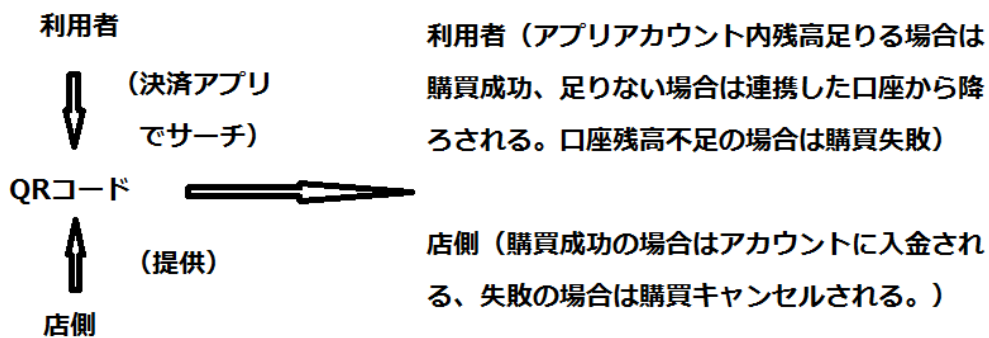 利用者
(決済アプリ
でサーチ)
QRコード
(提供)
店側
利用者(アプリアカウント内残高足りる場合は
購買成功、足りない場合は連携した口座から降
ろされる。口座残高不足の場合は購買失敗)
店側(購買成功の場合はアカウントに入金され
る、失敗の場合は購買キャンセルされる。)